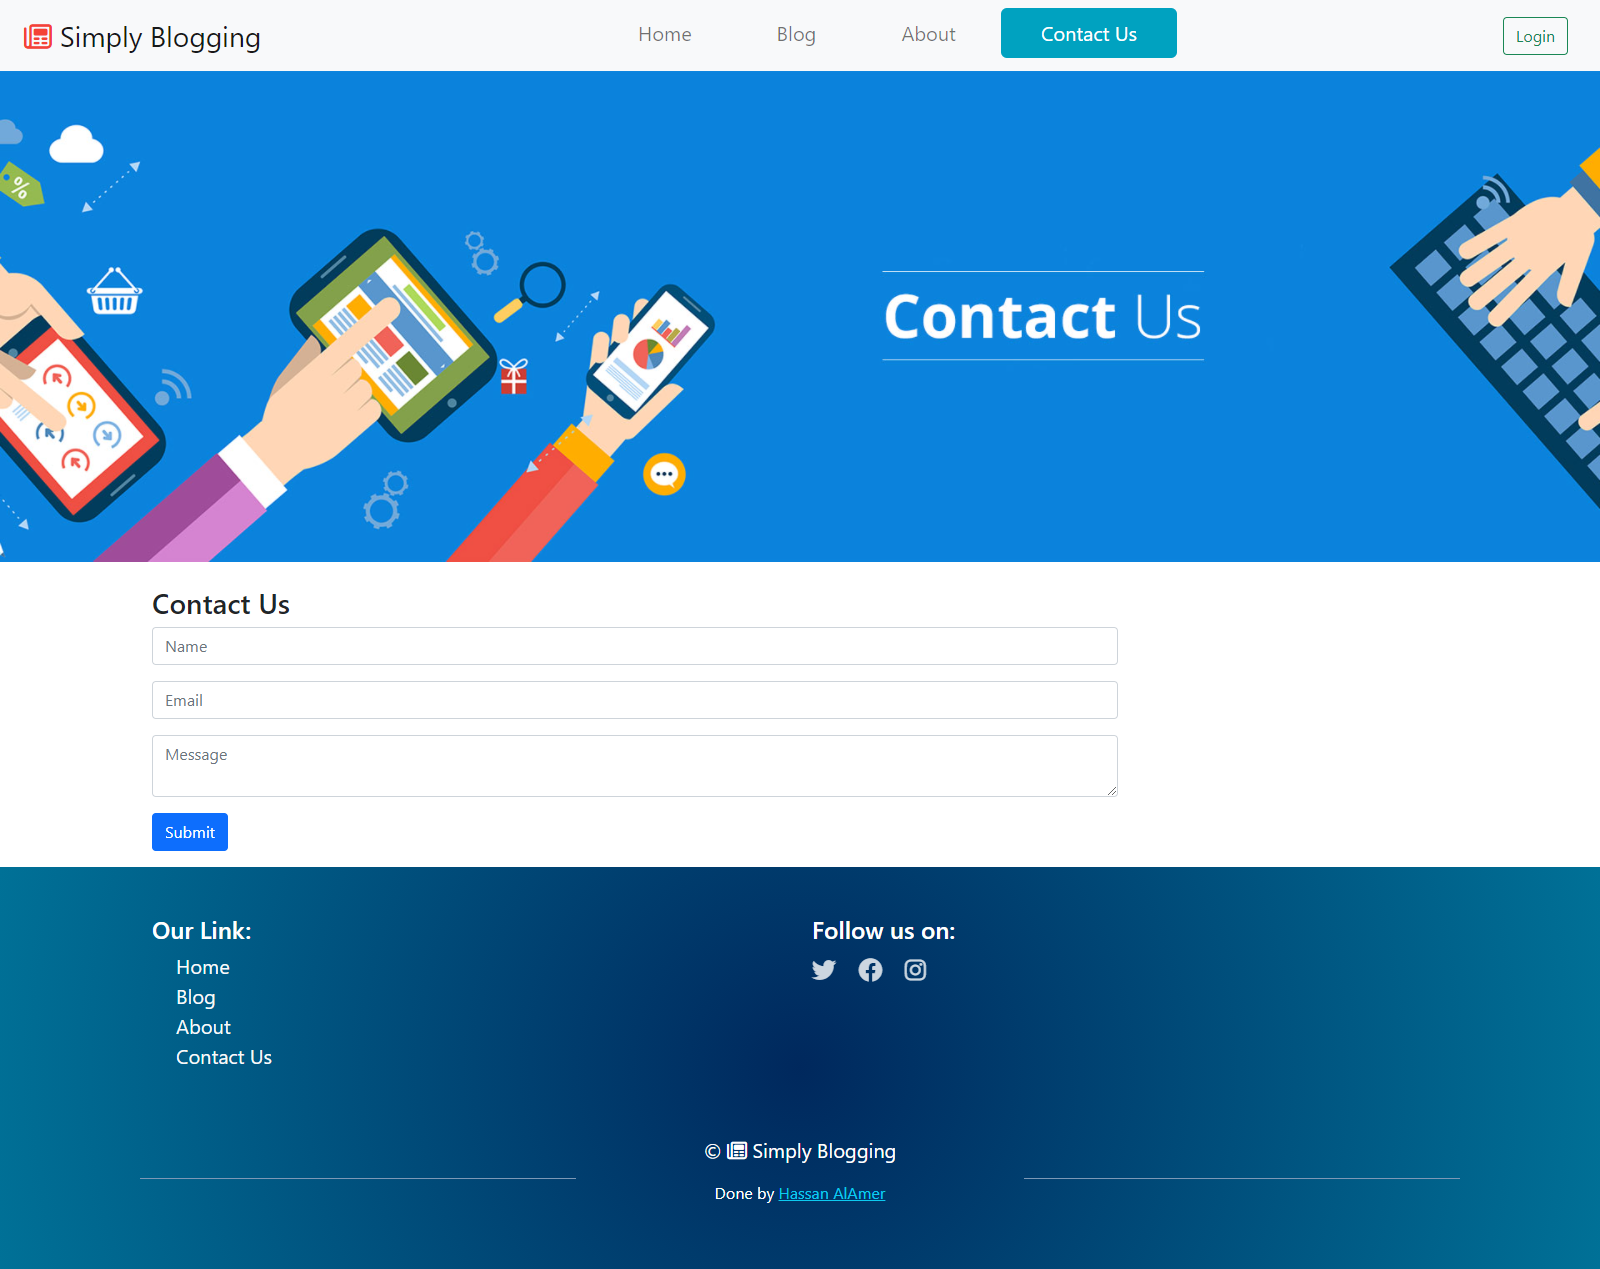 Simply Blogging
Home
Blog
About
Contact Us
Login
%
Contact Us
Contact Us
Name
Email
Message
Submit
Our Link:
Home
Blog
About
Contact Us
Follow us on:
© Simply Blogging
Done by Hassan AlAmer